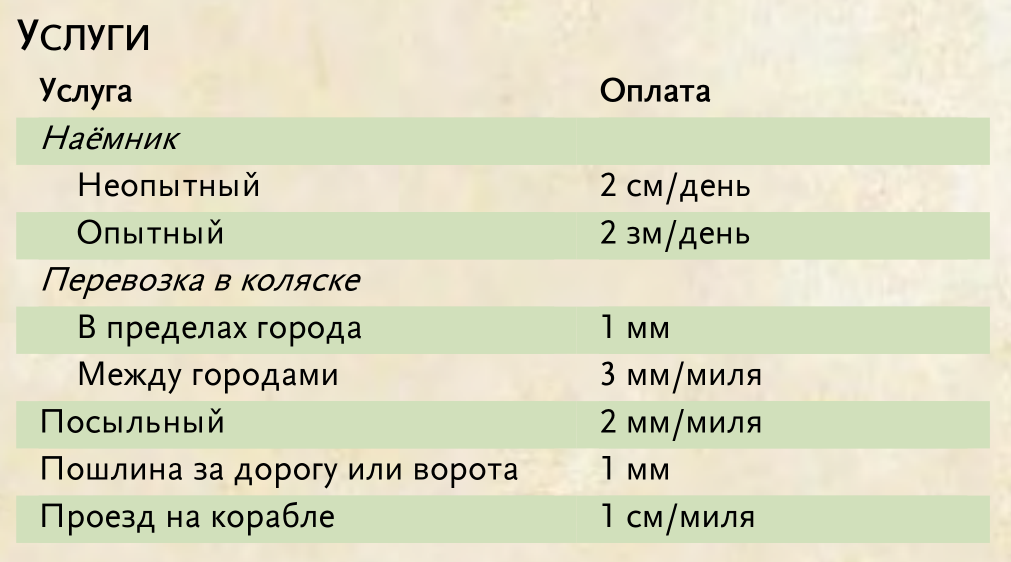 Услуги
Услуга Оплата
Наёмник
Неопытный 2 см/день
Опытный 2 зм/день
Перевозка в коляске
В пределах города 1 мм
Между городами 3 мм/миля
Посыльный 2 мм/миля
Пошлина за дорогу или ворота 1 мм
Проезд на корабле 1 см/миля